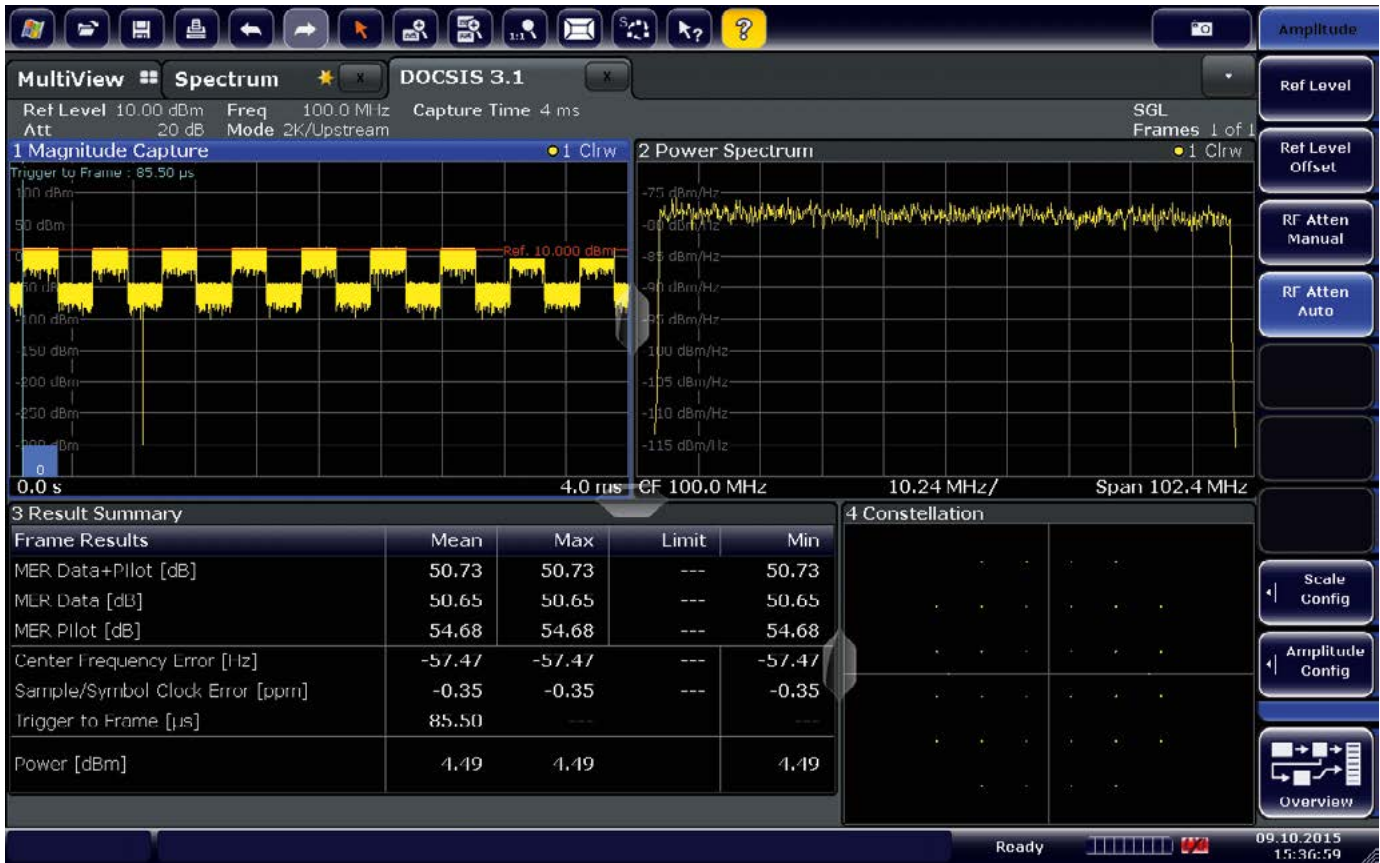 1:1
S
?
?
Amplitude
MultiView
Spectrum
x
DOCSIS 3.1
x
Ref Level 10.00 dBm Freq 100.0 MHz Capture Time 4 ms SGL
Att 20 dB Mode 2K/Upstream Frames 1 of 1
1 Magnitude Capture
1 Clrw
Trigger to Frame : 85.50 µs
100 dBm
50 dBm
Ref. 10.000 dBm
-100 dBm
-150 dBm
-200 dBm
-250 dBm
-300 dBm
0
0.0 s
4.0 ms
2 Power Spectrum
1 Clrw
-75 dBm/Hz
-80 dBm/Hz
-85 dBm/Hz
-90 dBm/Hz
-95 dBm/Hz
-100 dBm/Hz
-105 dBm/Hz
-110 dBm/Hz
-115 dBm/Hz
CF 100.0 MHz
10.24 MHz/
Span 102.4 MHz
3 Result Summary
Frame Results Mean Max Limit Min
MER Data+Pilot [dB] 50.73 50.73 --- 50.73
MER Data [dB] 50.65 50.65 --- 50.65
MER Pilot [dB] 54.68 54.68 --- 54.68
Center Frequency Error [Hz] -57.47 -57.47 --- -57.47
Sample/Symbol Clock Error [ppm] -0.35 -0.35 --- -0.35
Trigger to Frame [µs] 85.50 --- ---
Power [dBm] 4.49 4.49 4.49
4 Constellation
Ref Level
Ref Level
Offset
RF Atten
Manual
RF Atten
Auto
Scale
Config
Amplitude
Config
Overview
Ready
09.10.2015
15:36:59